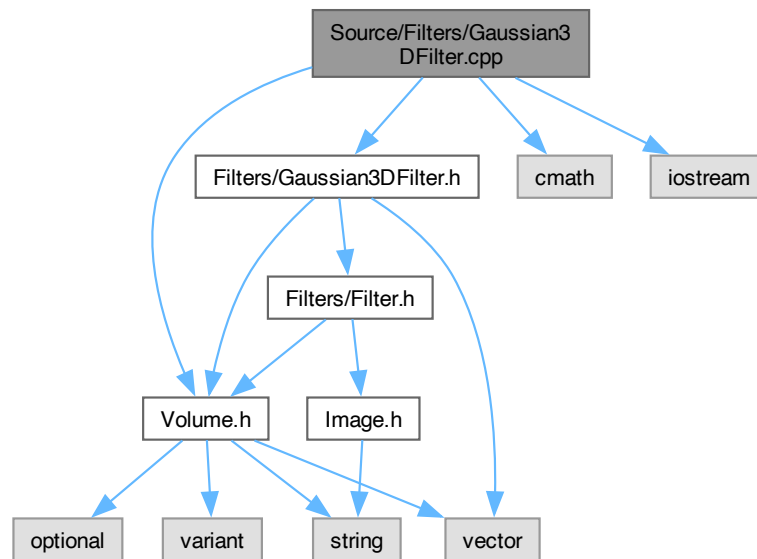 Source/Filters/Gaussian3
DFilter.cpp
Filters/Gaussian3DFilter.h
cmath
iostream
Filters/Filter.h
Volume.h
Image.h
optional
variant
string
vector